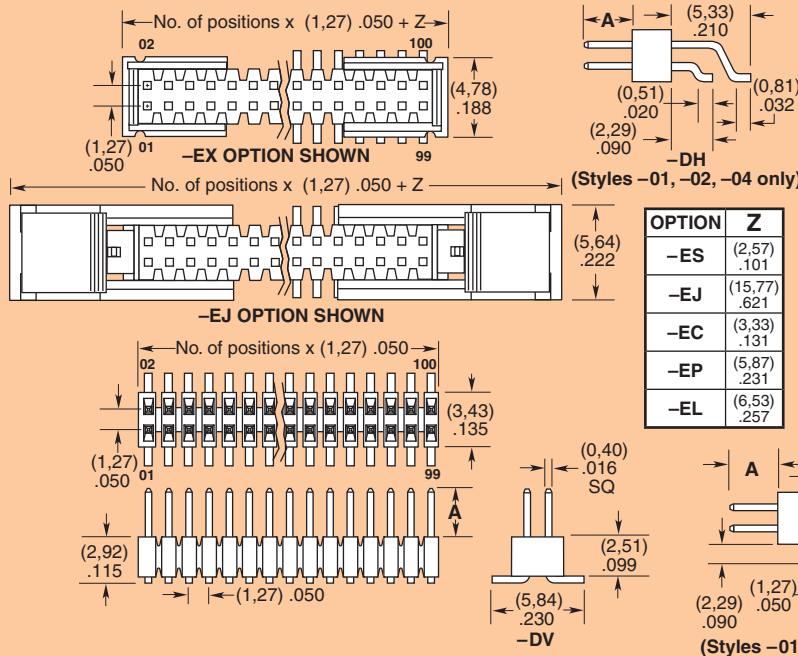 No. of positions x (1,27) .050 + Z
02
100
(4,78)
.188
(1,27)
.050
01
99
–EX OPTION SHOWN
A
(5,33)
.210
(0,51)
.020
(0,81)
.032
(2,29)
.090
–DH
(Styles –01, –02, –04 only)
No. of positions x (1,27) .050 + Z
(5,64)
.222
–EJ OPTION SHOWN
OPTION Z
–ES (2,57) .101
–EJ (15,77) .621
–EC (3,33) .131
–EP (5,87) .231
–EL (6,53) .257
No. of positions x (1,27) .050
02
100
(3,43)
.135
(1,27)
.050
01
99
A
(2,92)
.115
(1,27) .050
(0,40)
.016
SQ
(2,51)
.099
(5,84)
.230
–DV
A
(1,27)
.050
(2,29)
.090
(Styles –01